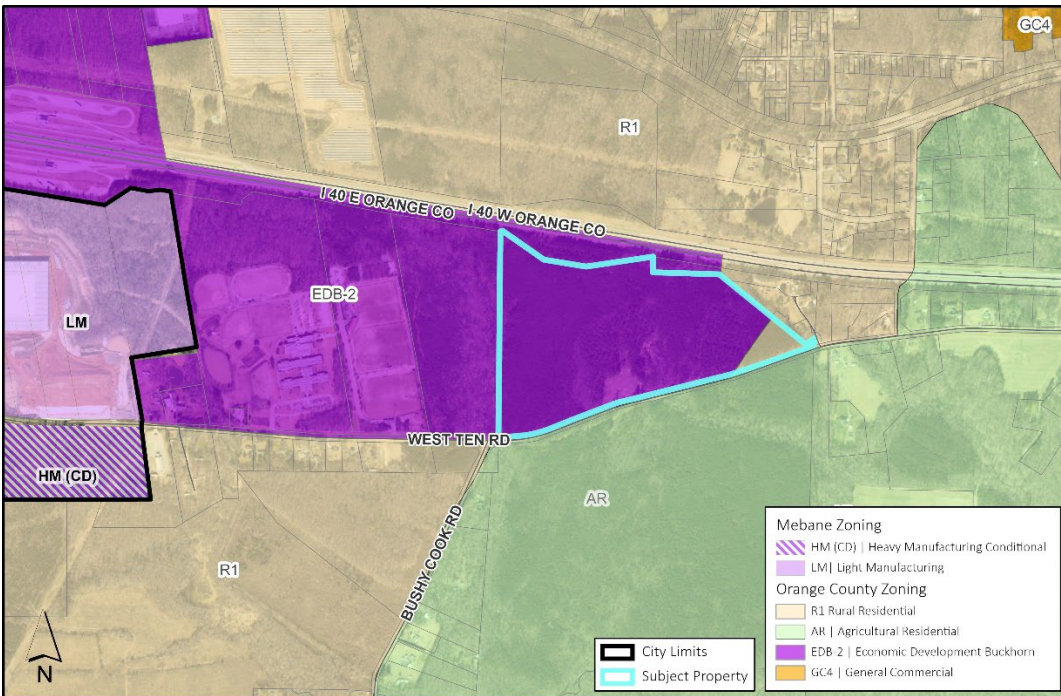 GC4
R1
I 40 E ORANGE CO
I 40 W ORANGE CO
EDB-2
LM
WEST TEN RD
HM (CD)
AR
R1
BUSHY COOK RD
N
City Limits
Subject Property
Mebane Zoning
HM (CD) | Heavy Manufacturing Conditional
LM| Light Manufacturing
Orange County Zoning
R1 Rural Residential
AR | Agricultural Residential
EDB-2 | Economic Development Buckhorn
GC4 | General Commercial